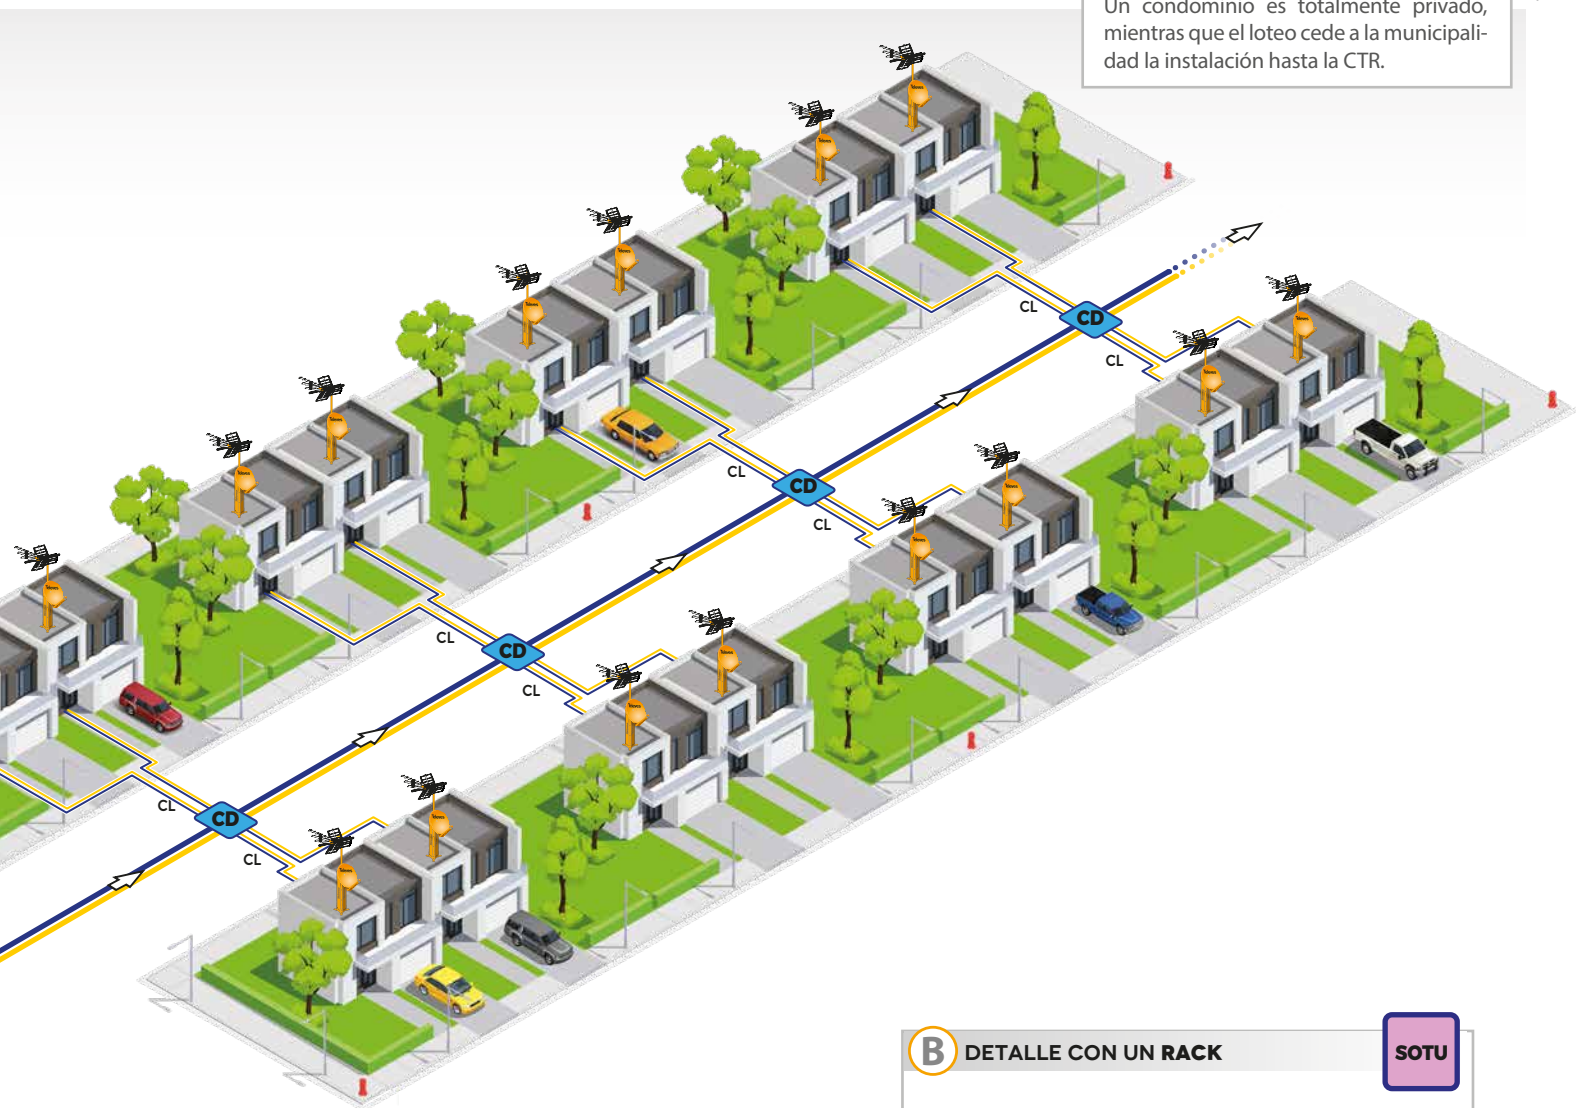 Un condominio es totalmente privado,
mientras que el loteo cede a la municipali-
dad la instalación hasta la CTR.
CL
CD
CL
CL
CD
CL
CL
CD
CL
CL
CD
CL
B DETALLE CON UN RACK
SOTU